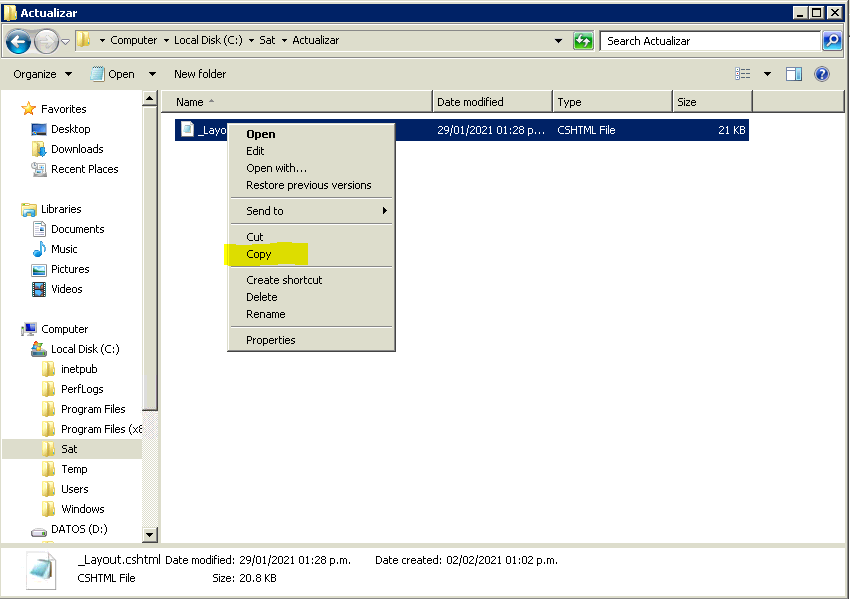 Actualizar
Computer Local Disk (C:) Sat Actualizar
Search Actualizar
Organize Open New folder
Name Date modified Type Size
_Layo 29/01/2021 01:28 p... CSHTML File 21 KB
Open
Edit
Open with...
Restore previous versions
Send to
Cut
Copy
Create shortcut
Delete
Rename
Properties
Favorites
Desktop
Downloads
Recent Places
Libraries
Documents
Music
Pictures
Videos
Computer
Local Disk (C:)
inetpub
PerfLogs
Program Files
Program Files (x8
Sat
Temp
Users
Windows
DATOS (D:)
_Layout.cshtml Date modified: 29/01/2021 01:28 p.m. Date created: 02/02/2021 01:02 p.m.
CSHTML File Size: 20.8 KB